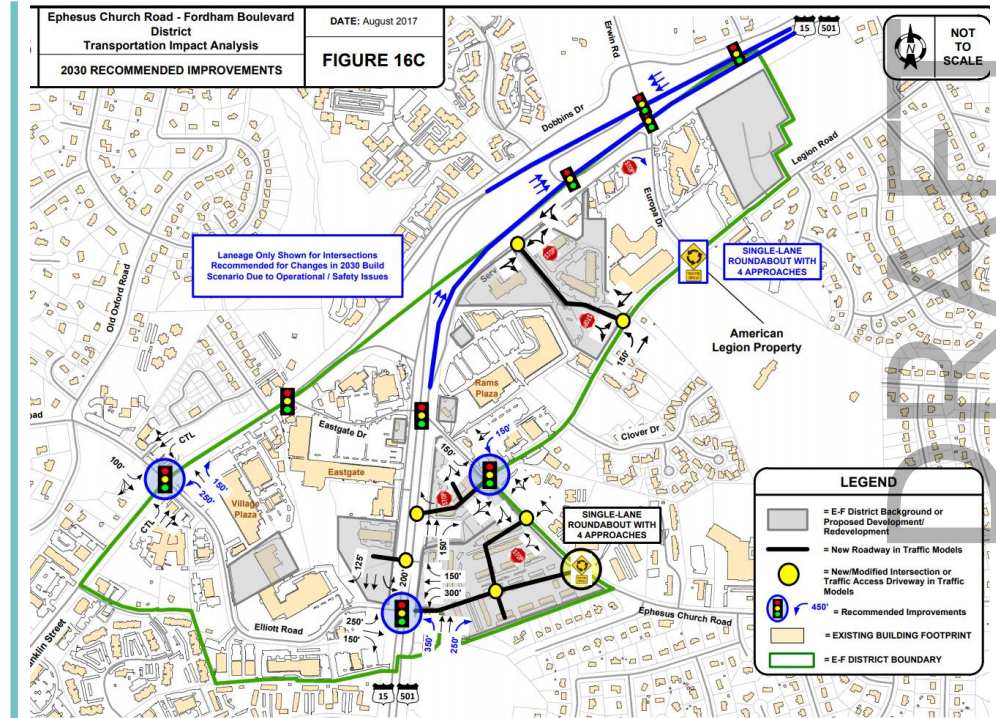 Ephesus Church Road - Fordham Boulevard
District
Transportation Impact Analysis
2030 RECOMMENDED IMPROVEMENTS
DATE: August 2017
FIGURE 16C
15 501
NOT
TO
SCALE
N
Erwin Rd
Dobbins Dr
Legion Road
STOP
Europa Dr
Old Oxford Road
Laneage Only Shown for Intersections
Recommended for Changes in 2030 Build
Scenario Due to Operational / Safety Issues
STOP
Serv
SINGLE-LANE
ROUNDABOUT WITH
4 APPROACHES
American
Legion Property
STOP
150'
Rams
Plaza
Eastgate Dr
Clover Dr
CTL
100'
150'
250'
CTL
Village
Plaza
Eastgate
150'
150'
STOP
SINGLE-LANE
ROUNDABOUT WITH
4 APPROACHES
125'
200'
150'
150'
300'
STOP
250'
150'
350'
250'
Elliott Road
Ephesus Church Road
nklin Street
oad
15 501
LEGEND
= E-F District Background or
Proposed Development/
Redevelopment
= New Roadway in Traffic Models
= New/Modified Intersection or
Traffic Access Driveway in Traffic
Models
450' = Recommended Improvements
= EXISTING BUILDING FOOTPRINT
= E-F DISTRICT BOUNDARY
DRAFT